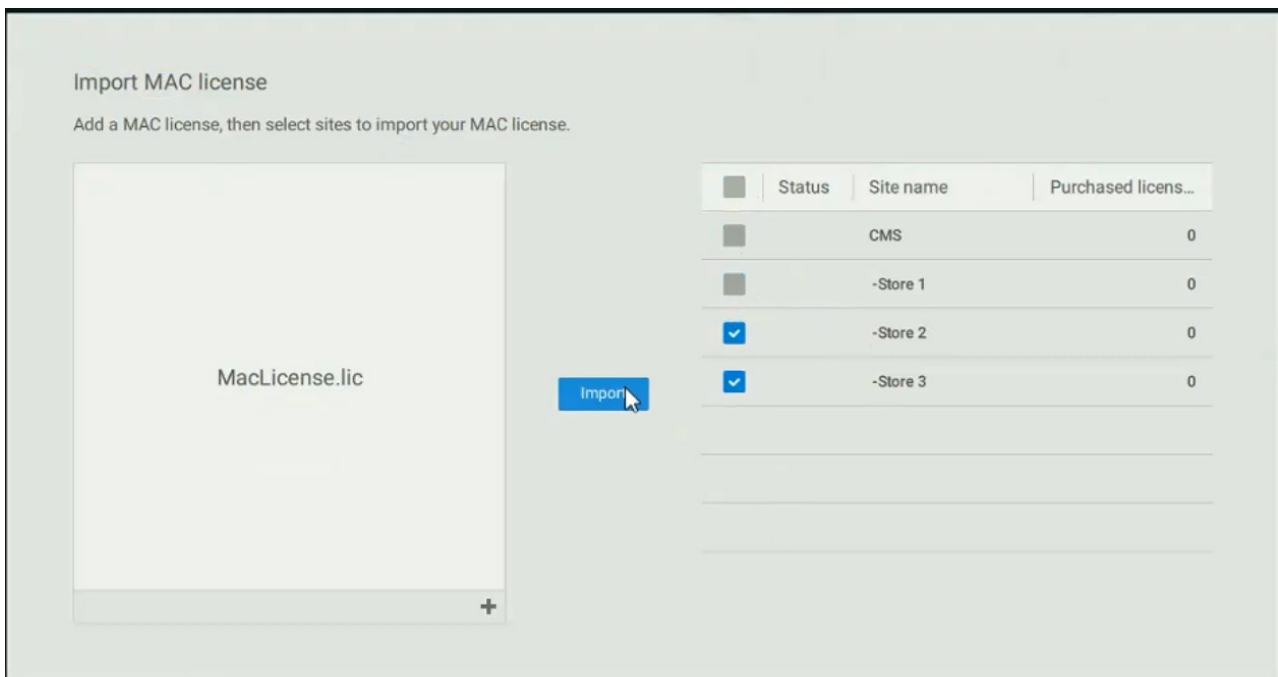 Import MAC license
Add a MAC license, then select sites to import your MAC license.
MacLicense.lic
Import
Status Site name Purchased licens...
CMS 0
-Store 1 0
-Store 2 0
-Store 3 0